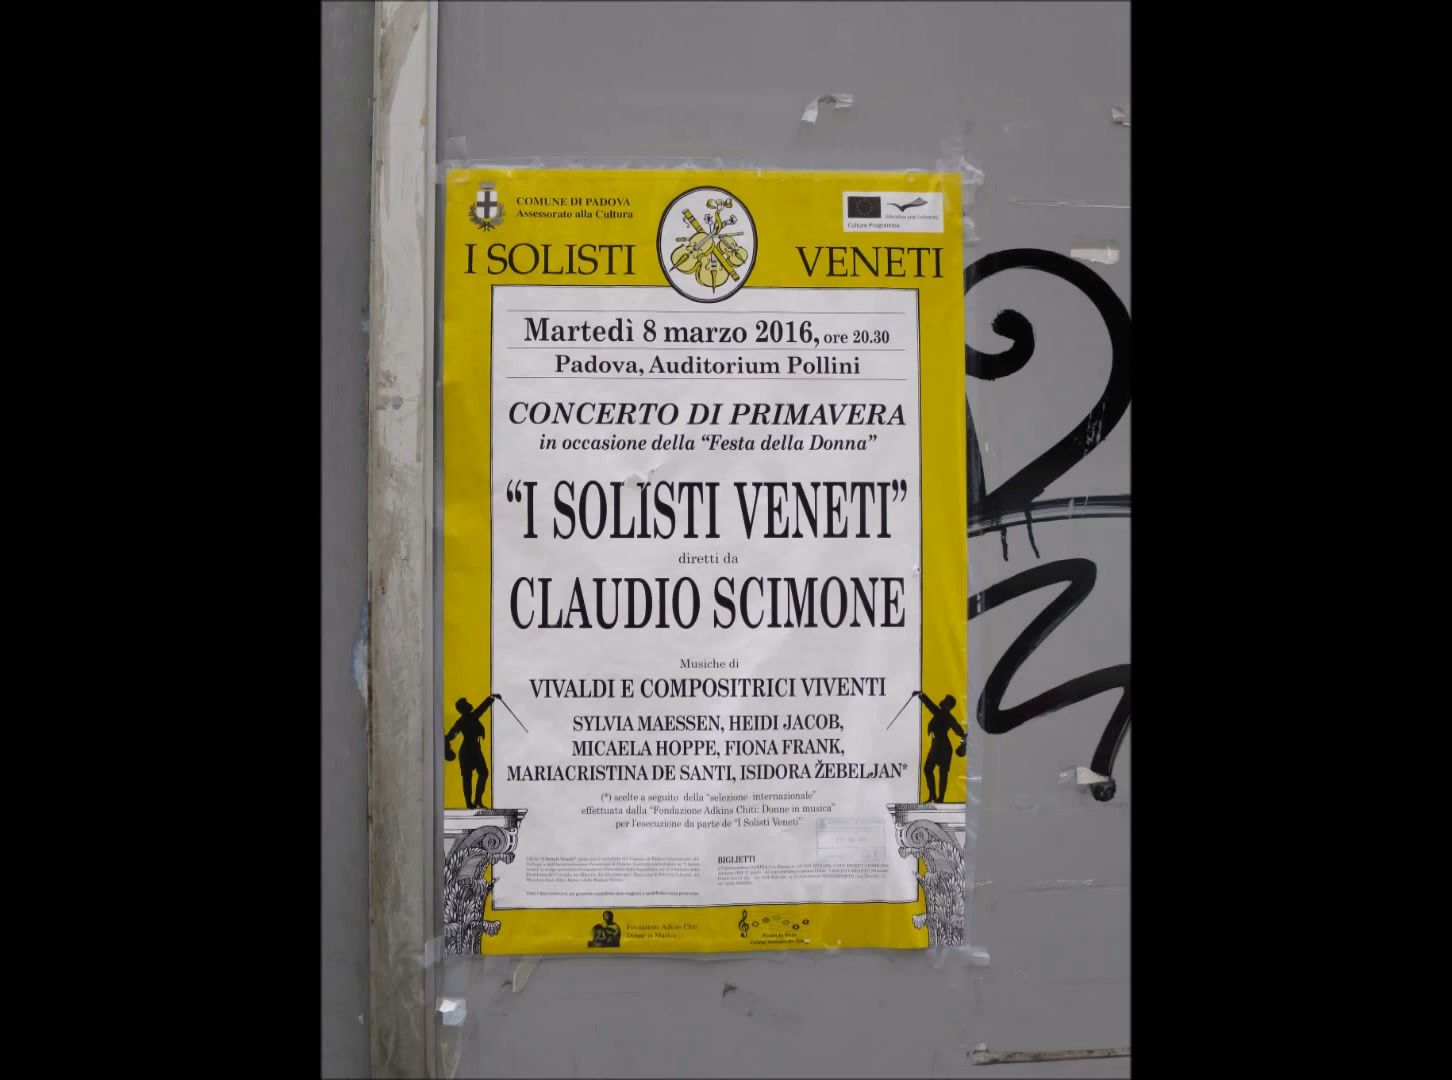 COMUNE DI PADOVA
Assessorato alla Cultura
Culture Programme
I SOLISTI VENETI
Martedì 8 marzo 2016, ore 20.30
Padova, Auditorium Pollini
CONCERTO DI PRIMAVERA
in occasione della “Festa della Donna”
“I SOLISTI VENETI”
diretti da
CLAUDIO SCIMONE
Musiche di
VIVALDI E COMPOSITRICI VIVENTI
SYLVIA MAESSEN, HEIDI JACOB,
MICAELA HOPPE, FIONA FRANK,
MARIACRISTINA DE SANTI, ISIDORA ŽEBELJAN*
(*) scelte a seguito della “selezione internazionale”
effettuata dalla “Fondazione Adkins Chiti: Donne in musica”
per l'esecuzione da parte de “I Solisti Veneti”
BIGLIETTI
Fondazione Adkins Chiti
Donne in Musica